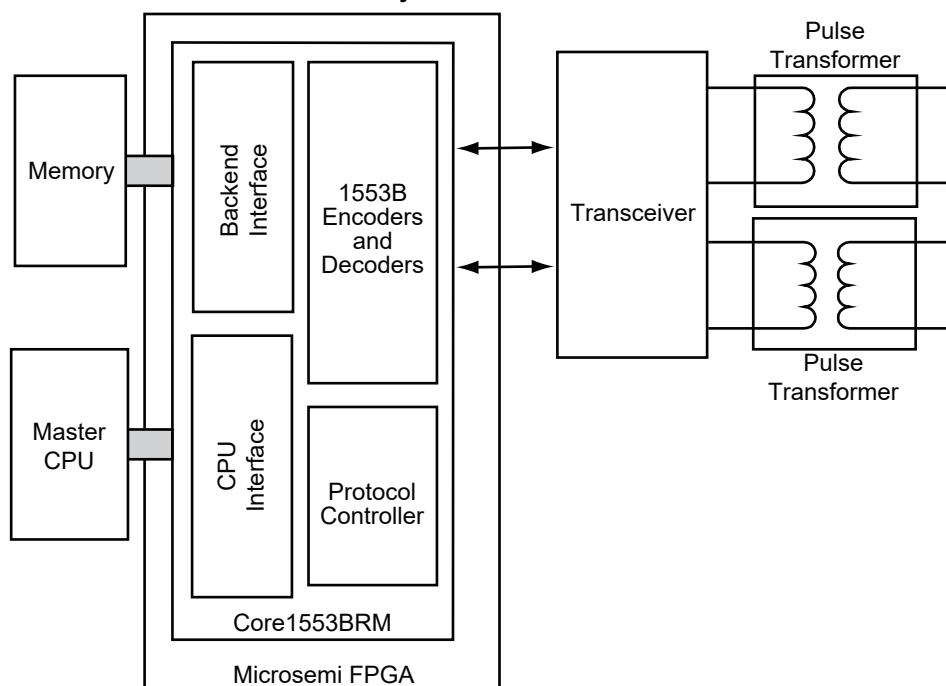 Pulse
Transformer
Memory
Backend
Interface
1553B
Encoders
and
Decoders
Transceiver
Master
CPU
CPU
Interface
Protocol
Controller
Pulse
Transformer
Core1553BRM
Microsemi FPGA